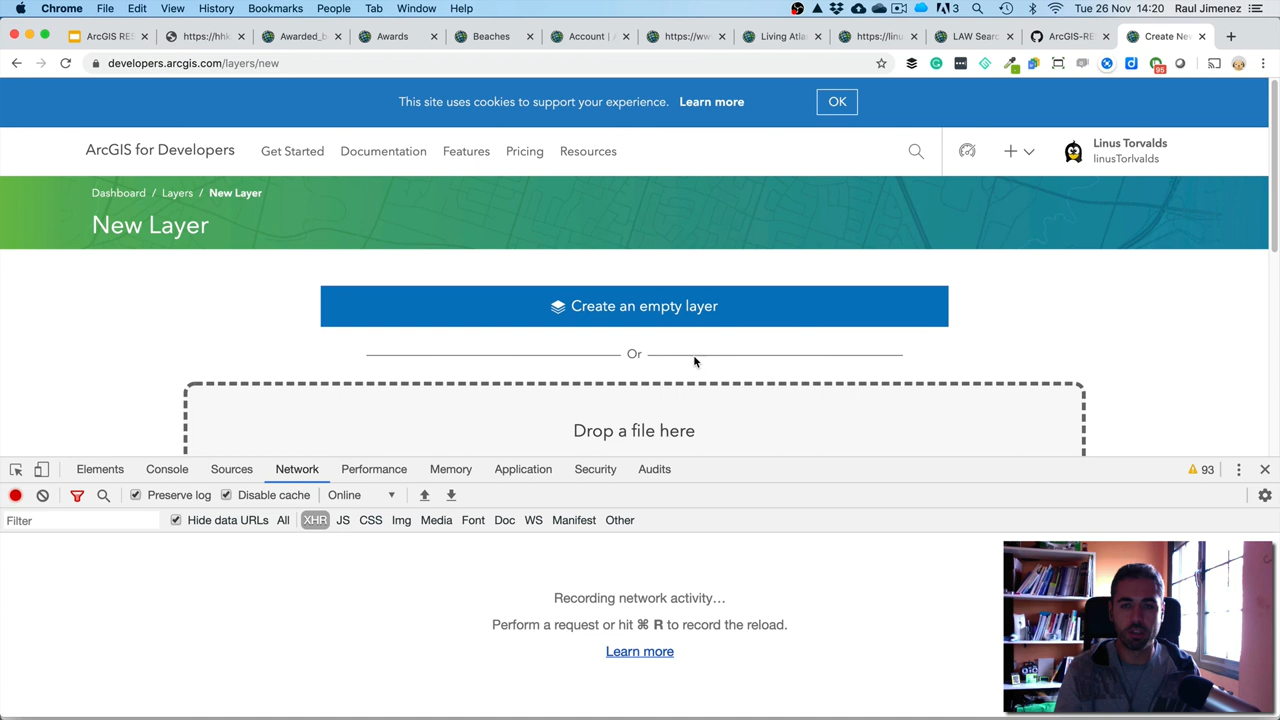 Chrome File Edit View History Bookmarks People Tab Window Help 3 Tue 26 Nov 14:20 Raul Jimenez
ArcGIS RES https://hhk Awarded_b Awards Beaches Account | A https://ww Living Atlas https://linu LAW Searc ArcGIS-RE Create New
developers.arcgis.com/layers/new 95
This site uses cookies to support your experience. Learn more OK
ArcGIS for Developers Get Started Documentation Features Pricing Resources Linus Torvalds
linusTorlvalds
Dashboard / Layers / New Layer
New Layer
Create an empty layer
Or
Drop a file here
Elements Console Sources Network Performance Memory Application Security Audits 93
Preserve log Disable cache Online
Filter Hide data URLs All XHR JS CSS Img Media Font Doc WS Manifest Other
Recording network activity…
Perform a request or hit ⌘ R to record the reload.
Learn more